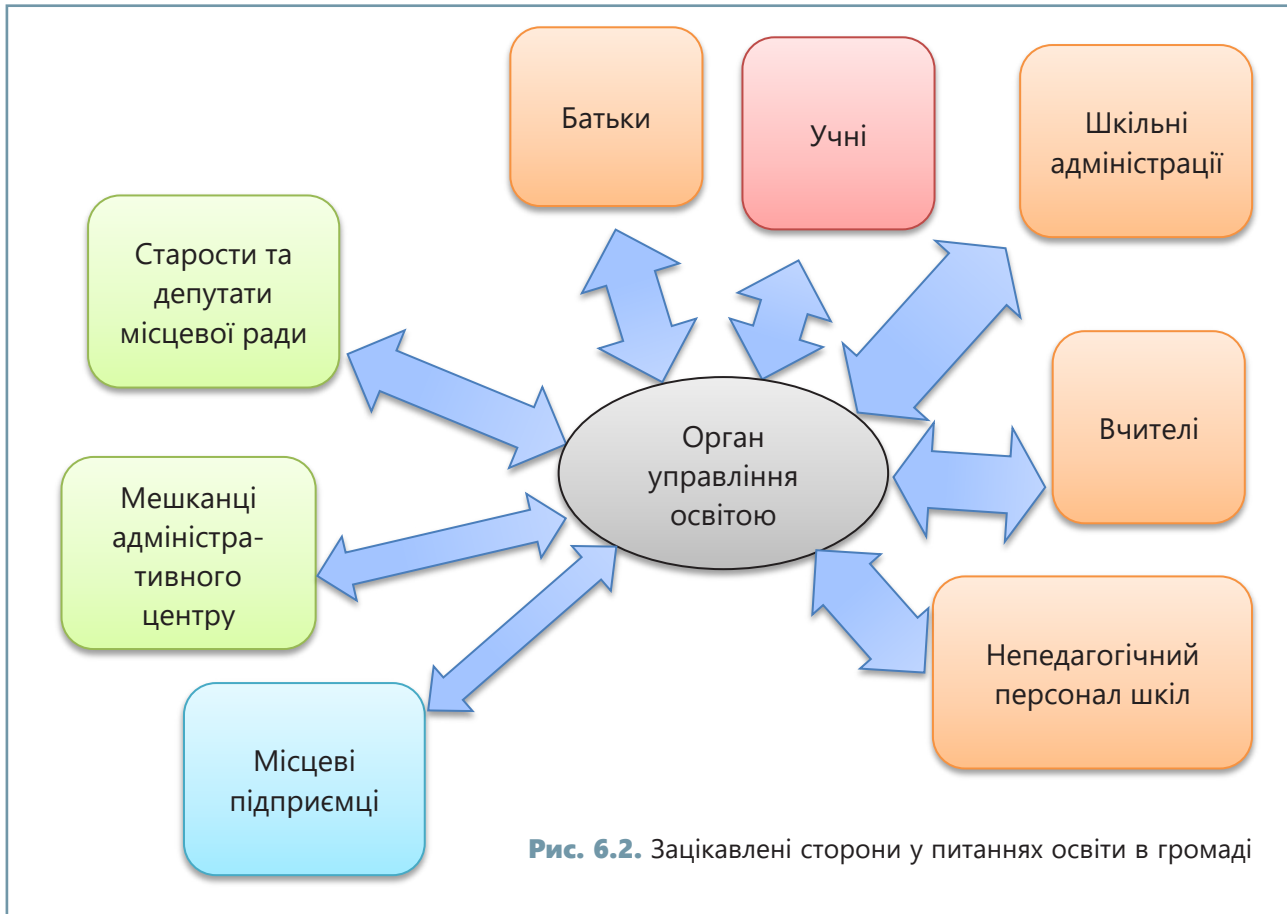 Батьки
Учні
Шкільні
адміністрації
Старости та
депутати
місцевої ради
Вчителі
Орган
управління
освітою
Мешканці
адміністра-
тивного
центру
Непедагогічний
персонал шкіл
Місцеві
підприємці
Рис. 6.2. Зацікавлені сторони у питаннях освіти в громаді